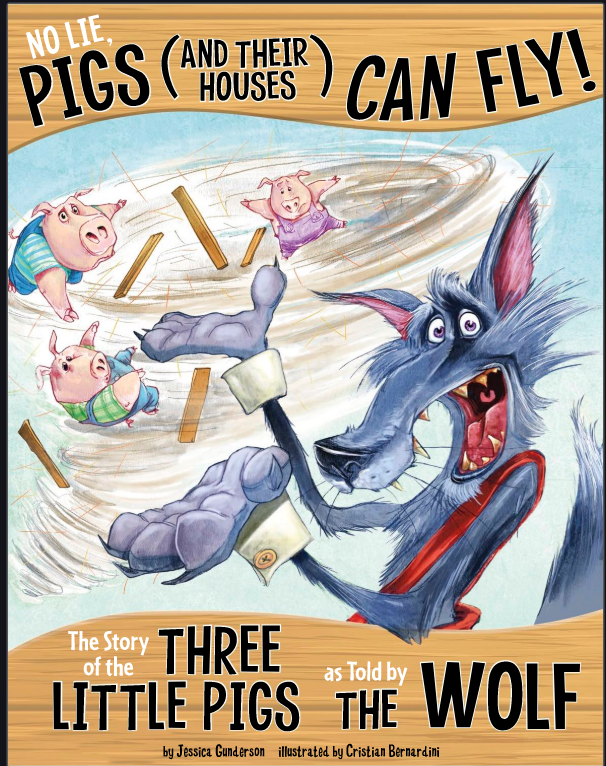 NO LIE,
PIGS (AND THEIR HOUSES) CAN FLY!
The Story of the THREE LITTLE PIGS
as Told by THE WOLF
by Jessica Gunderson illustrated by Cristian Bernardini